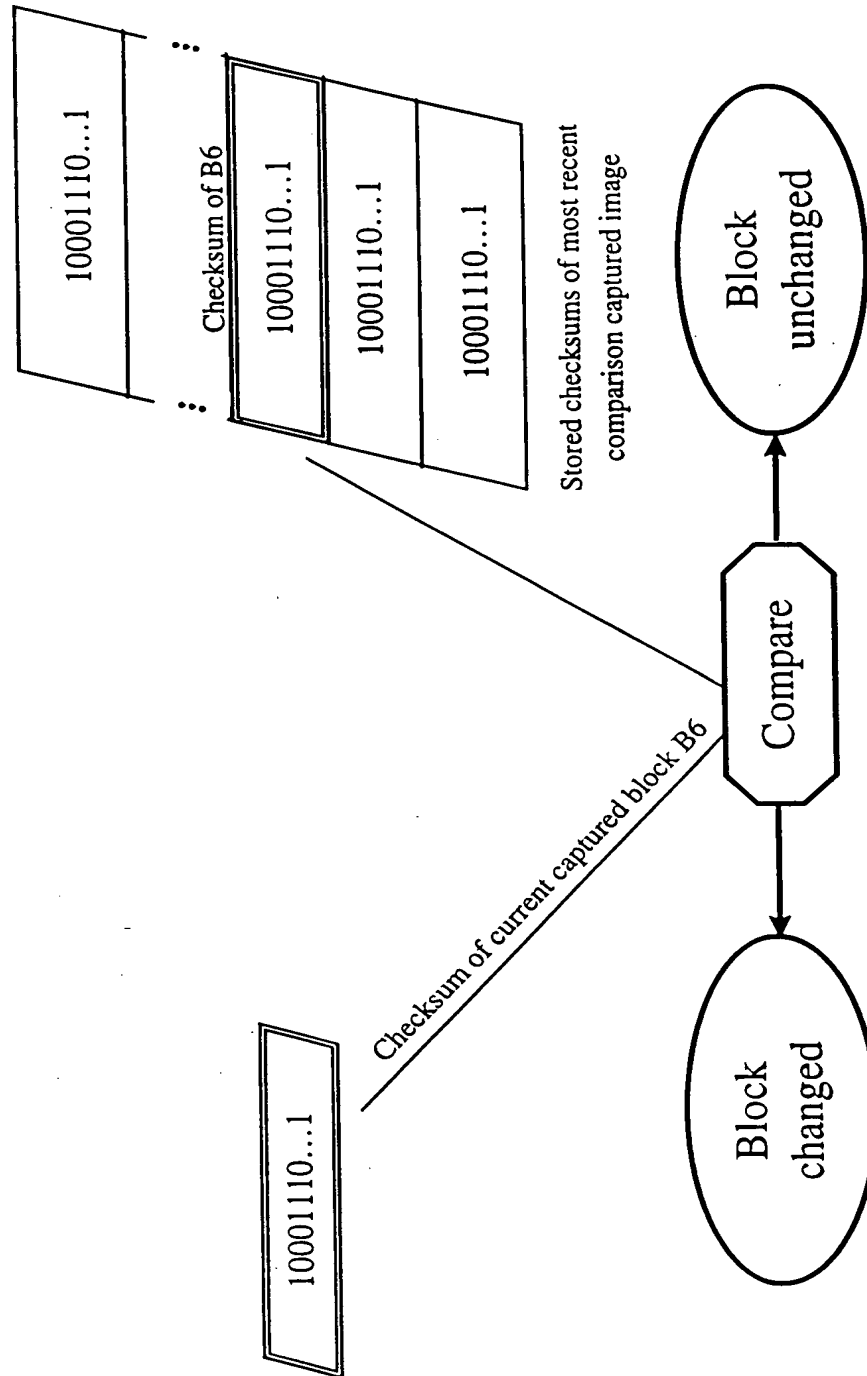 10001110...1
Checksum of current captured block B6
10001110...1
⋮
Checksum of B6
10001110...1
10001110...1
10001110...1
Stored checksums of most recent
comparison captured image
Block
changed
Compare
Block
unchanged